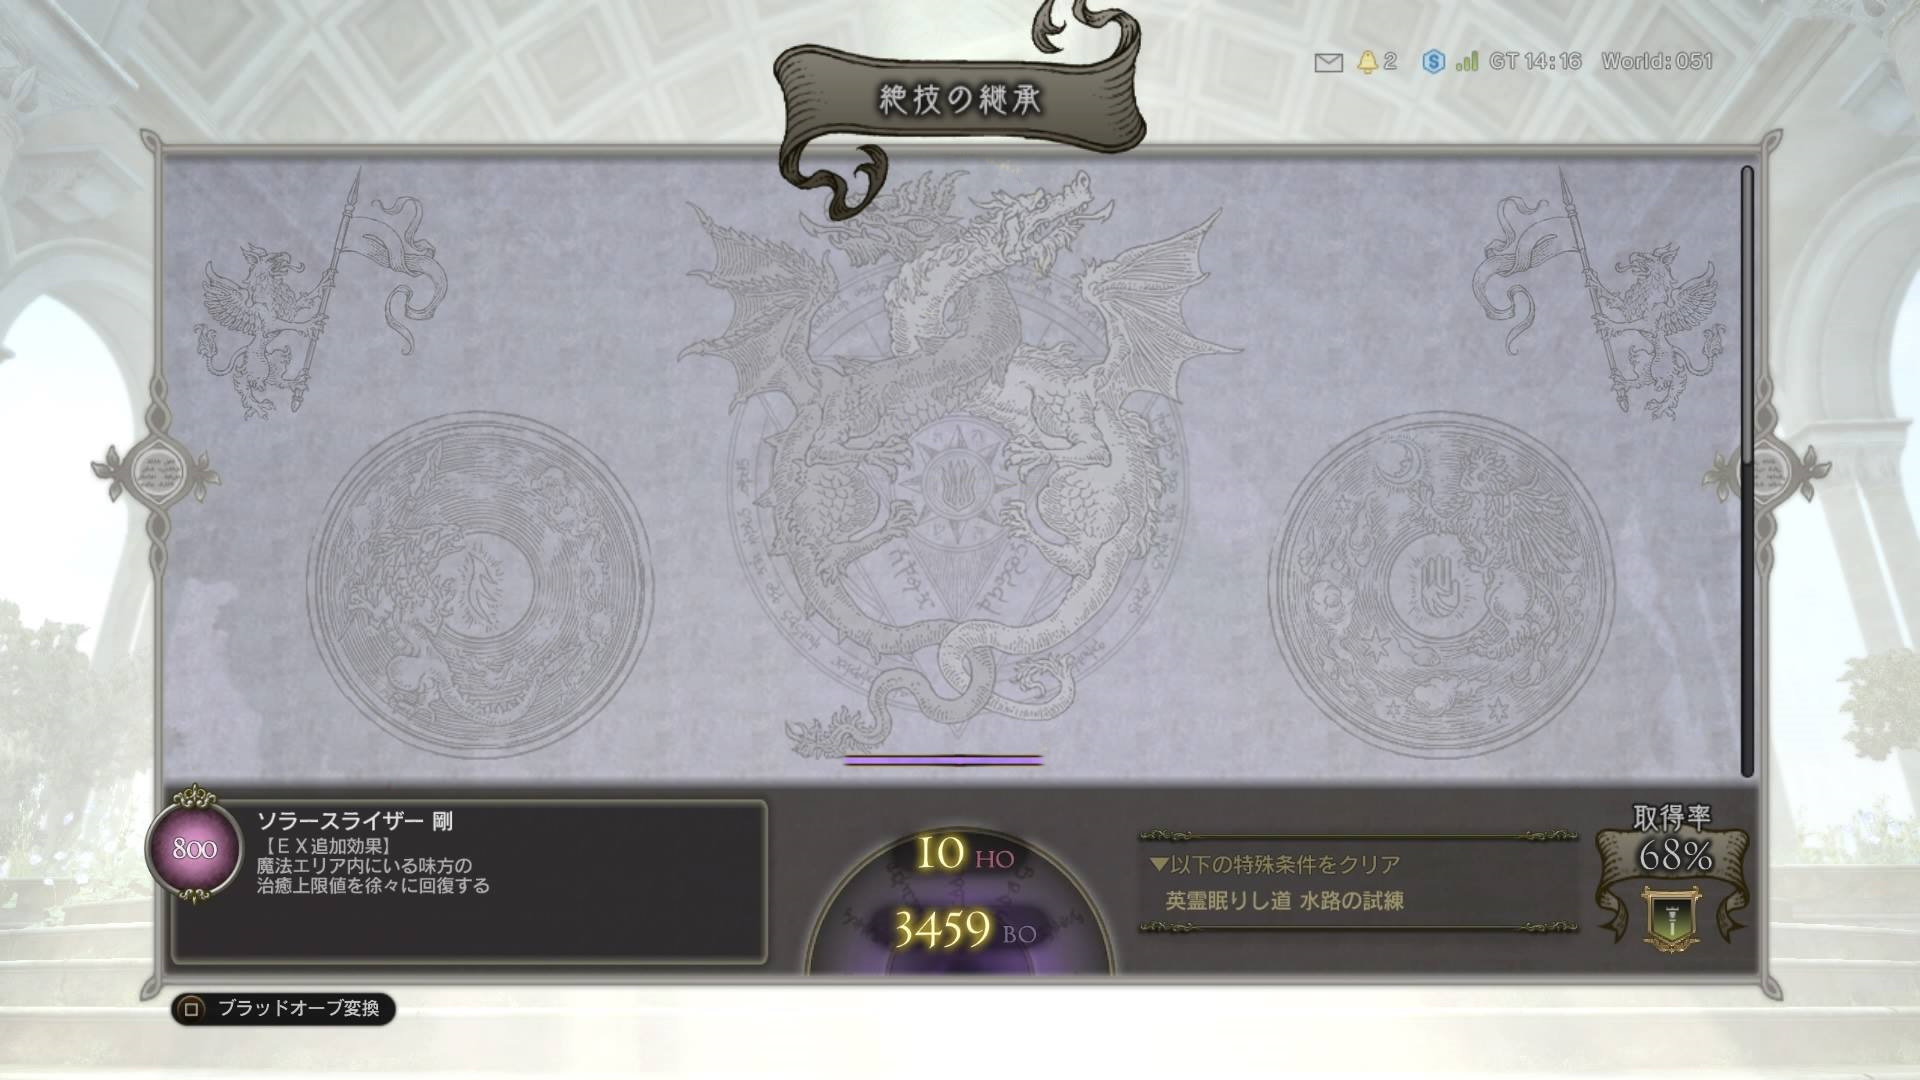 2 GT 14:16 World:051
絶技の継承
800
ソラースライザー 剛
【ＥＸ追加効果】
魔法エリア内にいる味方の
治癒上限値を徐々に回復する
10 HO
3459 BO
▼以下の特殊条件をクリア
英霊眠りし道 水路の試練
取得率
68%
ブラッドオーブ変換